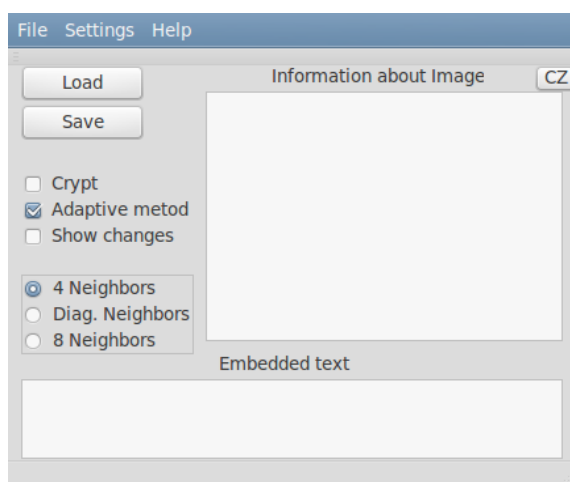 File Settings Help
Load
Information about Image
CZ
Save
Crypt
Adaptive metod
Show changes
4 Neighbors
Diag. Neighbors
8 Neighbors
Embedded text